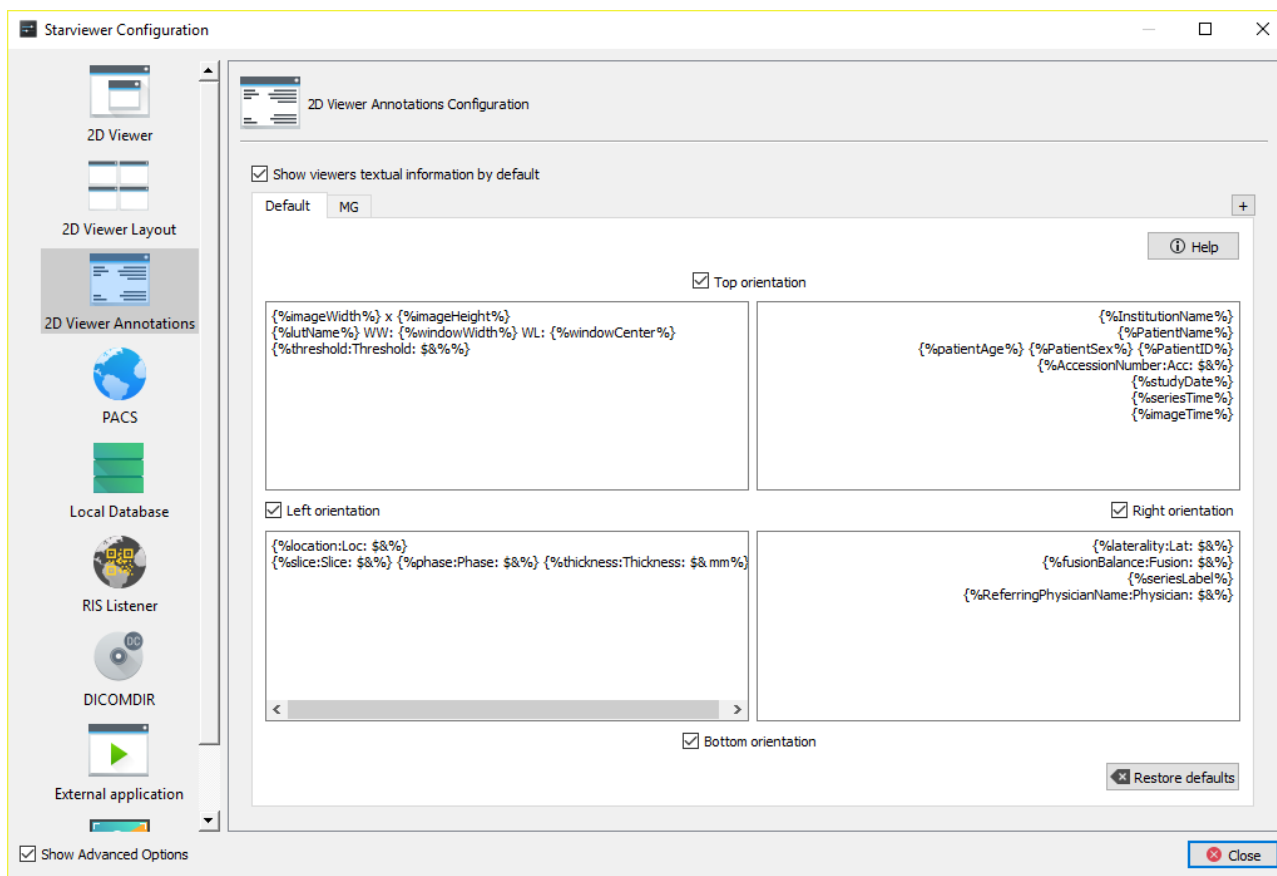 Starviewer Configuration
2D Viewer
2D Viewer Layout
2D Viewer Annotations
PACS
Local Database
RIS Listener
DC
DICOMDIR
External application
Show Advanced Options
2D Viewer Annotations Configuration
Show viewers textual information by default
Default
MG
+
Help
Top orientation
{%imageWidth%} x {%imageHeight%}
{%lutName%} WW: {%windowWidth%} WL: {%windowCenter%}
{%threshold:Threshold: $&%%}
{%InstitutionName%}
{%PatientName%}
{%patientAge%} {%PatientSex%} {%PatientID%}
{%AccessionNumber:Acc: $&%}
{%studyDate%}
{%seriesTime%}
{%imageTime%}
Left orientation
Right orientation
{%location:Loc: $&%}
{%slice:Slice: $&%} {%phase:Phase: $&%} {%thickness:Thickness: $& mm%}
{%laterality:Lat: $&%}
{%fusionBalance:Fusion: $&%}
{%seriesLabel%}
{%ReferringPhysicianName:Physician: $&%}
Bottom orientation
Restore defaults
Close